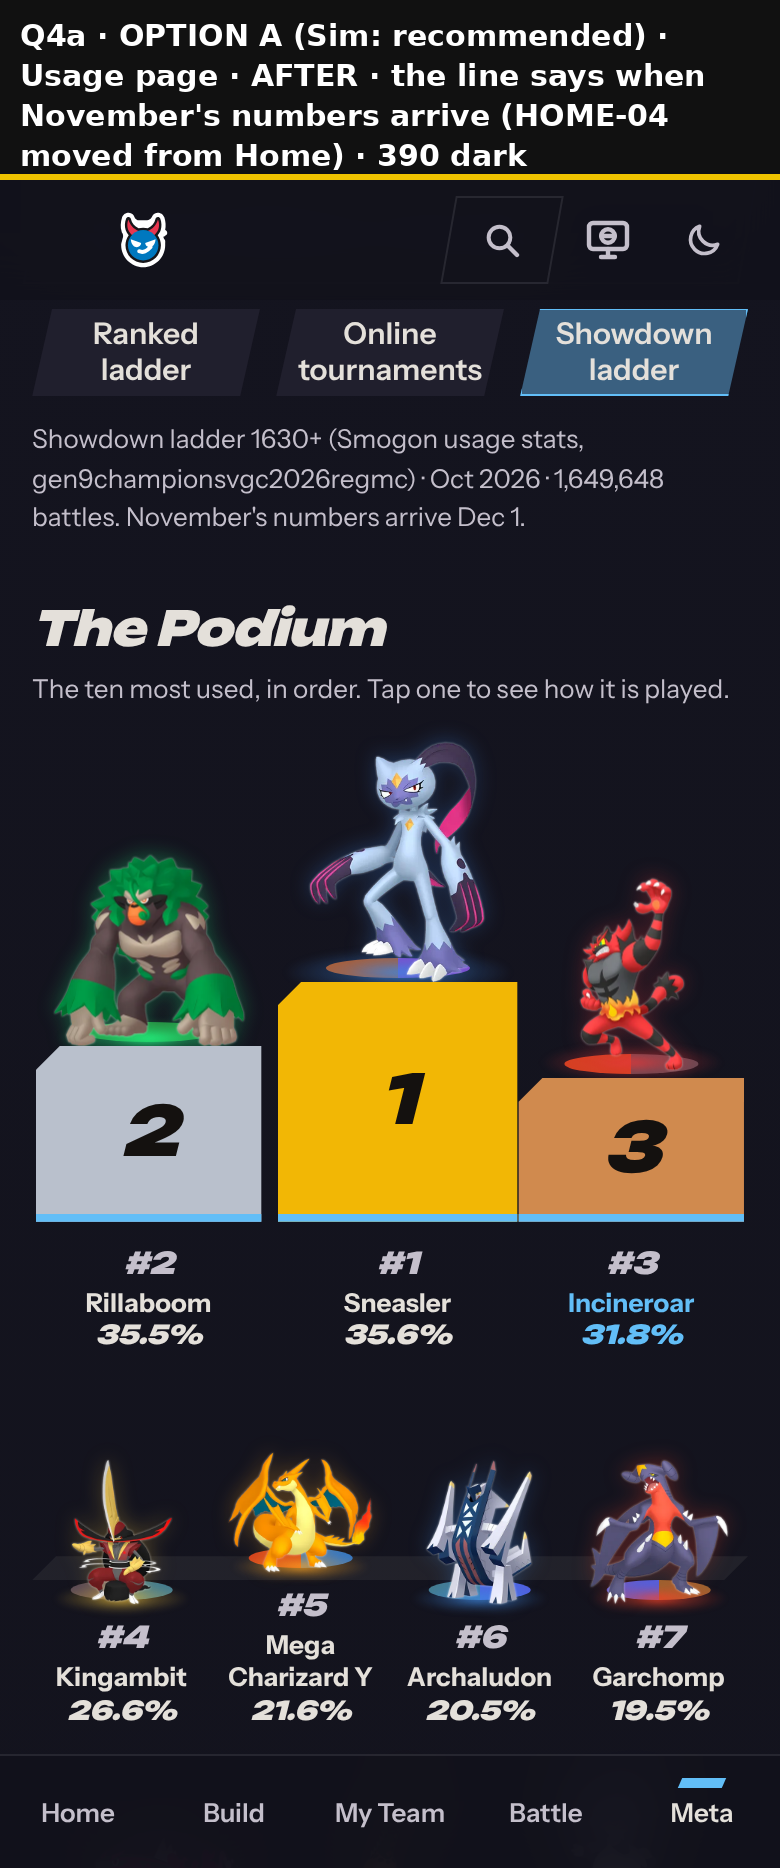 Q4a · OPTION A (Sim: recommended) ·
Usage page · AFTER · the line says when
November's numbers arrive (HOME-04
moved from Home) · 390 dark
Ranked ladder
Online tournaments
Showdown ladder
Showdown ladder 1630+ (Smogon usage stats,
gen9championsvgc2026regmc) · Oct 2026 · 1,649,648
battles. November's numbers arrive Dec 1.
The Podium
The ten most used, in order. Tap one to see how it is played.
2
1
3
#2
Rillaboom
35.5%
#1
Sneasler
35.6%
#3
Incineroar
31.8%
#4
Kingambit
26.6%
#5
Mega
Charizard Y
21.6%
#6
Archaludon
20.5%
#7
Garchomp
19.5%
Home
Build
My Team
Battle
Meta